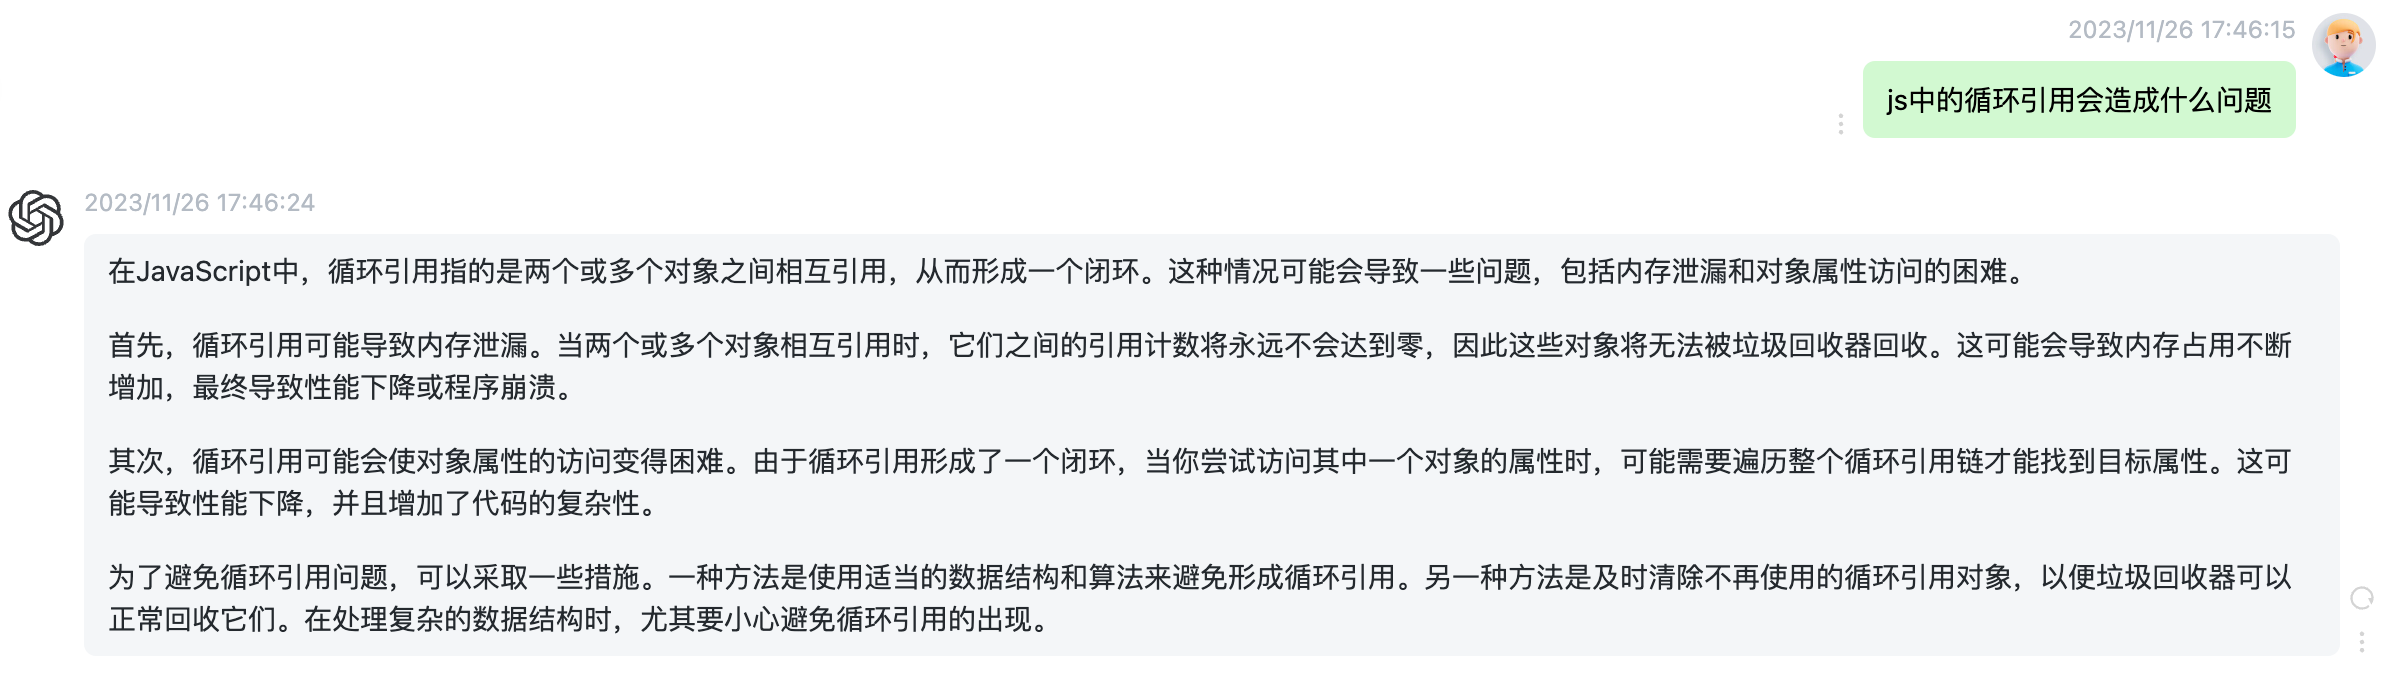 2023/11/26 17:46:15
js中的循环引用会造成什么问题
2023/11/26 17:46:24
在JavaScript中，循环引用指的是两个或多个对象之间相互引用，从而形成一个闭环。这种情况可能会导致一些问题，包括内存泄漏和对象属性访问的困难。
首先，循环引用可能导致内存泄漏。当两个或多个对象相互引用时，它们之间的引用计数将永远不会达到零，因此这些对象将无法被垃圾回收器回收。这可能会导致内存占用不断
增加，最终导致性能下降或程序崩溃。
其次，循环引用可能会使对象属性的访问变得困难。由于循环引用形成了一个闭环，当你尝试访问其中一个对象的属性时，可能需要遍历整个循环引用链才能找到目标属性。这可
能导致性能下降，并且增加了代码的复杂性。
为了避免循环引用问题，可以采取一些措施。一种方法是使用适当的数据结构和算法来避免形成循环引用。另一种方法是及时清除不再使用的循环引用对象，以便垃圾回收器可以
正常回收它们。在处理复杂的数据结构时，尤其要小心避免循环引用的出现。